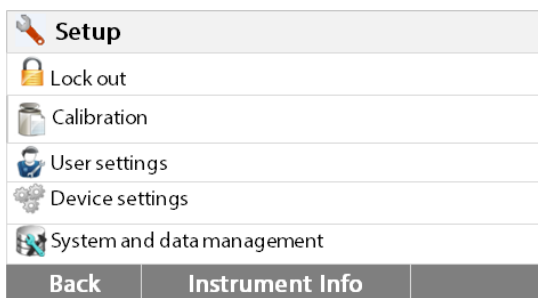 Setup
Lock out
Calibration
User settings
Device settings
System and data management
Back Instrument Info